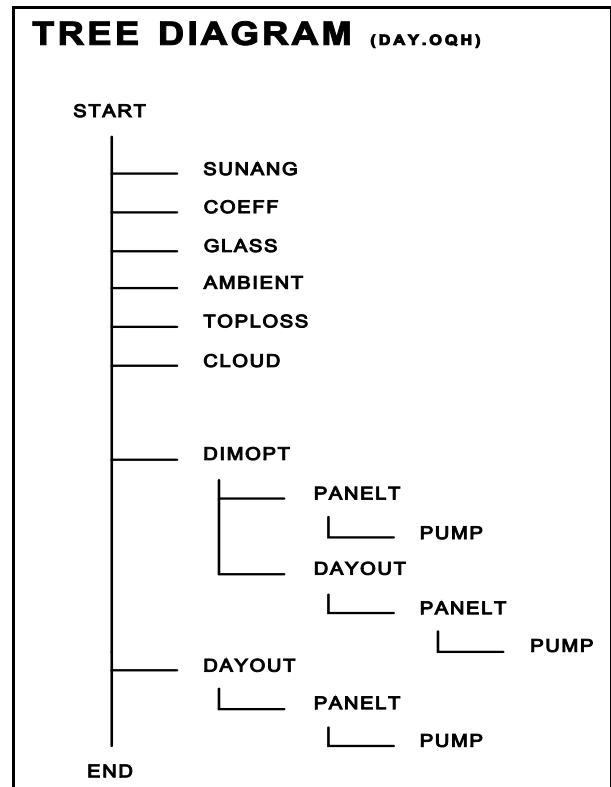 TREE DIAGRAM (DAY.OQH)
START
SUNANG
COEFF
GLASS
AMBIENT
TOPLOSS
CLOUD
DIMOPT
PANELT
PUMP
DAYOUT
PANELT
PUMP
DAYOUT
PANELT
PUMP
END